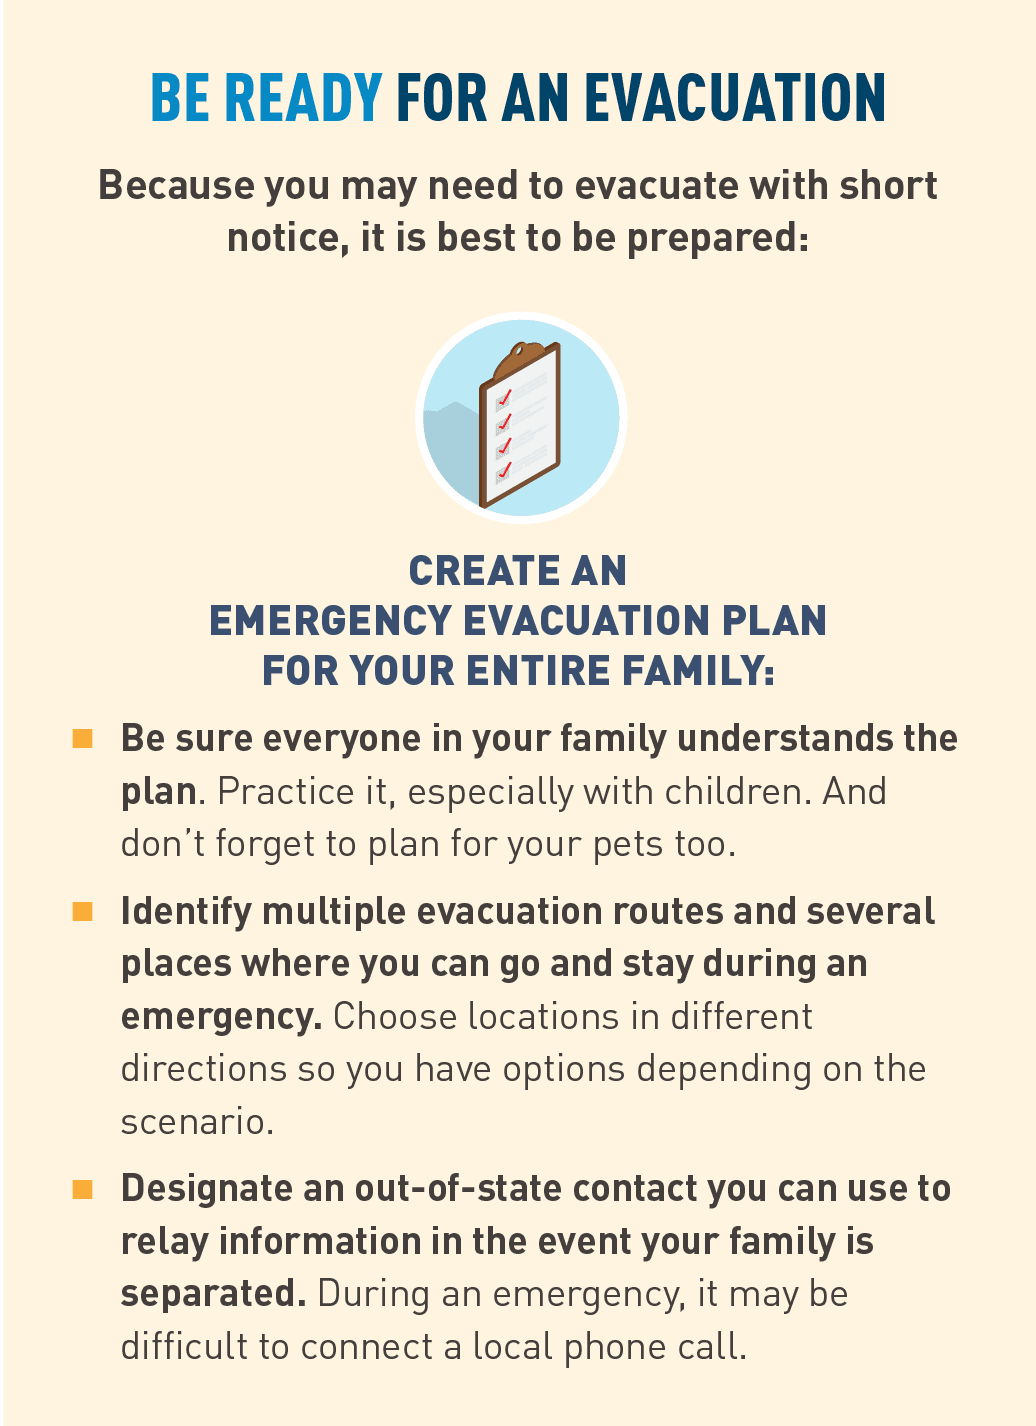 BE READY FOR AN EVACUATION
Because you may need to evacuate with short
notice, it is best to be prepared:
CREATE AN
EMERGENCY EVACUATION PLAN
FOR YOUR ENTIRE FAMILY:
Be sure everyone in your family understands the
plan. Practice it, especially with children. And
don’t forget to plan for your pets too.
Identify multiple evacuation routes and several
places where you can go and stay during an
emergency. Choose locations in different
directions so you have options depending on the
scenario.
Designate an out-of-state contact you can use to
relay information in the event your family is
separated. During an emergency, it may be
difficult to connect a local phone call.